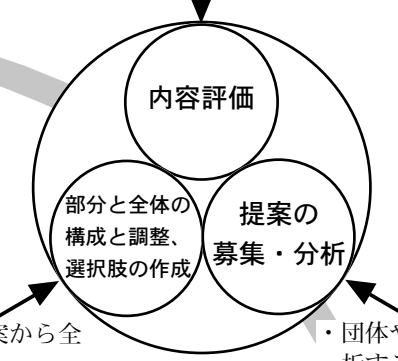 内容評価
部分と全体の
構成と調整、
選択肢の作成
提案の
募集・分析
案から全
・団体や